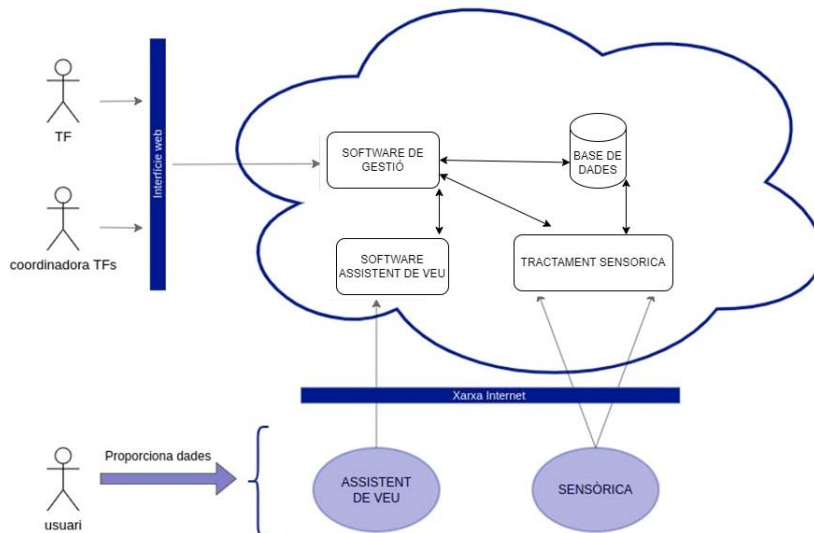 TF
Interfície web
coordinadora TFs
SOFTWARE DE
GESTIÓ
BASE DE
DADES
SOFTWARE
ASSISTENT DE VEU
TRACTAMENT SENSORICA
Xarxa Internet
Proporciona dades
usuari
ASSISTENT
DE VEU
SENSÒRICA